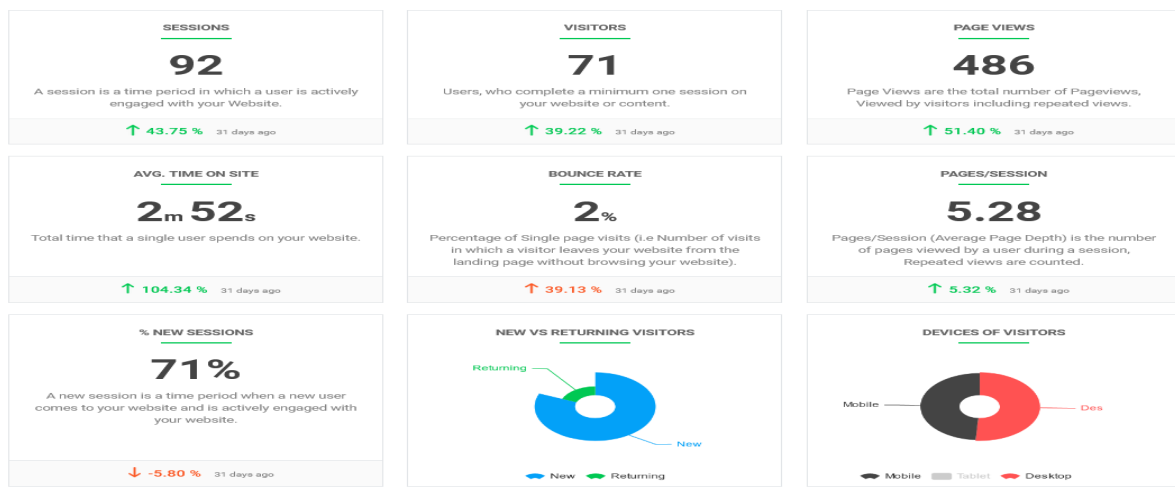 SESSIONS
92
A session is a time period in which a user is actively
engaged with your Website.
↑ 43.75 % 31 days ago
VISITORS
71
Users, who complete a minimum one session on
your website or content.
↑ 39.22 % 31 days ago
PAGE VIEWS
486
Page Views are the total number of Pageviews,
Viewed by visitors including repeated views.
↑ 51.40 % 31 days ago
AVG. TIME ON SITE
2m 52s
Total time that a single user spends on your website.
↑ 104.34 % 31 days ago
BOUNCE RATE
2%
Percentage of Single page visits (i.e Number of visits
in which a visitor leaves your website from the
landing page without browsing your website).
↑ 39.13 % 31 days ago
PAGES/SESSION
5.28
Pages/Session (Average Page Depth) is the number
of pages viewed by a user during a session,
Repeated views are counted.
↑ 5.32 % 31 days ago
% NEW SESSIONS
71%
A new session is a time period when a new user
comes to your website and is actively engaged with
your website.
↓ -5.80 % 31 days ago
NEW VS RETURNING VISITORS
Returning
New
New Returning
DEVICES OF VISITORS
Mobile Des
Mobile Tablet Desktop